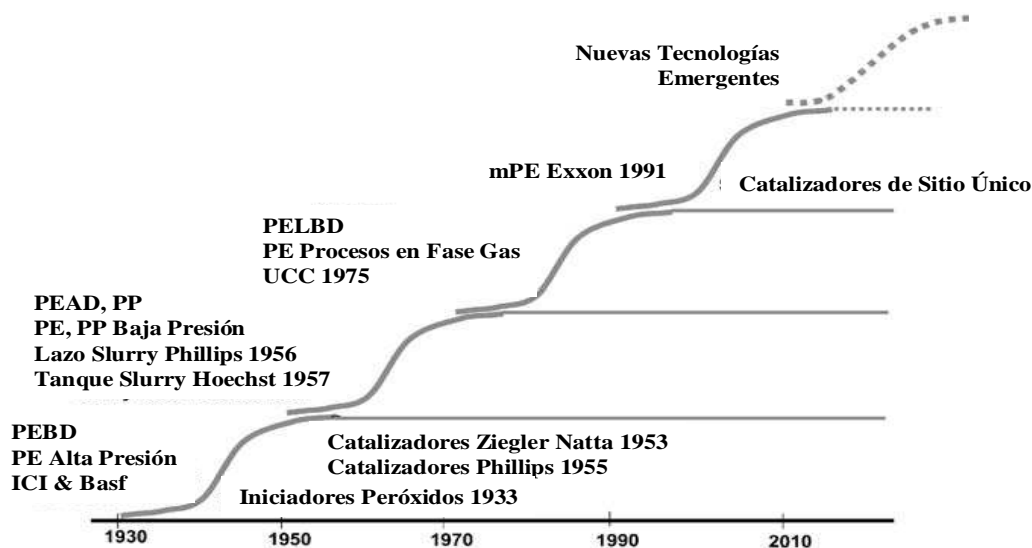 Nuevas Tecnologías
Emergentes
mPE Exxon 1991
Catalizadores de Sitio Único
PELBD
PE Procesos en Fase Gas
UCC 1975
PEAD, PP
PE, PP Baja Presión
Lazo Slurry Phillips 1956
Tanque Slurry Hoechst 1957
PEBD
PE Alta Presión
ICI & Basf
Catalizadores Ziegler Natta 1953
Catalizadores Phillips 1955
Iniciadores Peróxidos 1933
1930 1950 1970 1990 2010